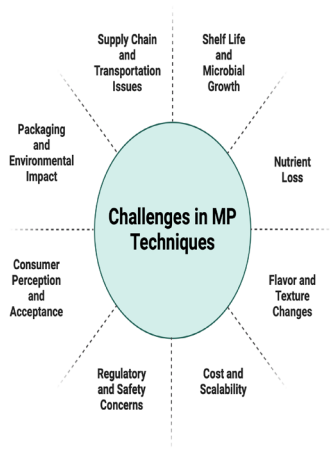 Supply Chain
and
Transportation
Issues
Shelf Life
and
Microbial
Growth
Nutrient
Loss
Flavor and
Texture
Changes
Cost and
Scalability
Regulatory
and Safety
Concerns
Consumer
Perception
and
Acceptance
Packaging
and
Environmental
Impact
Challenges in MP
Techniques